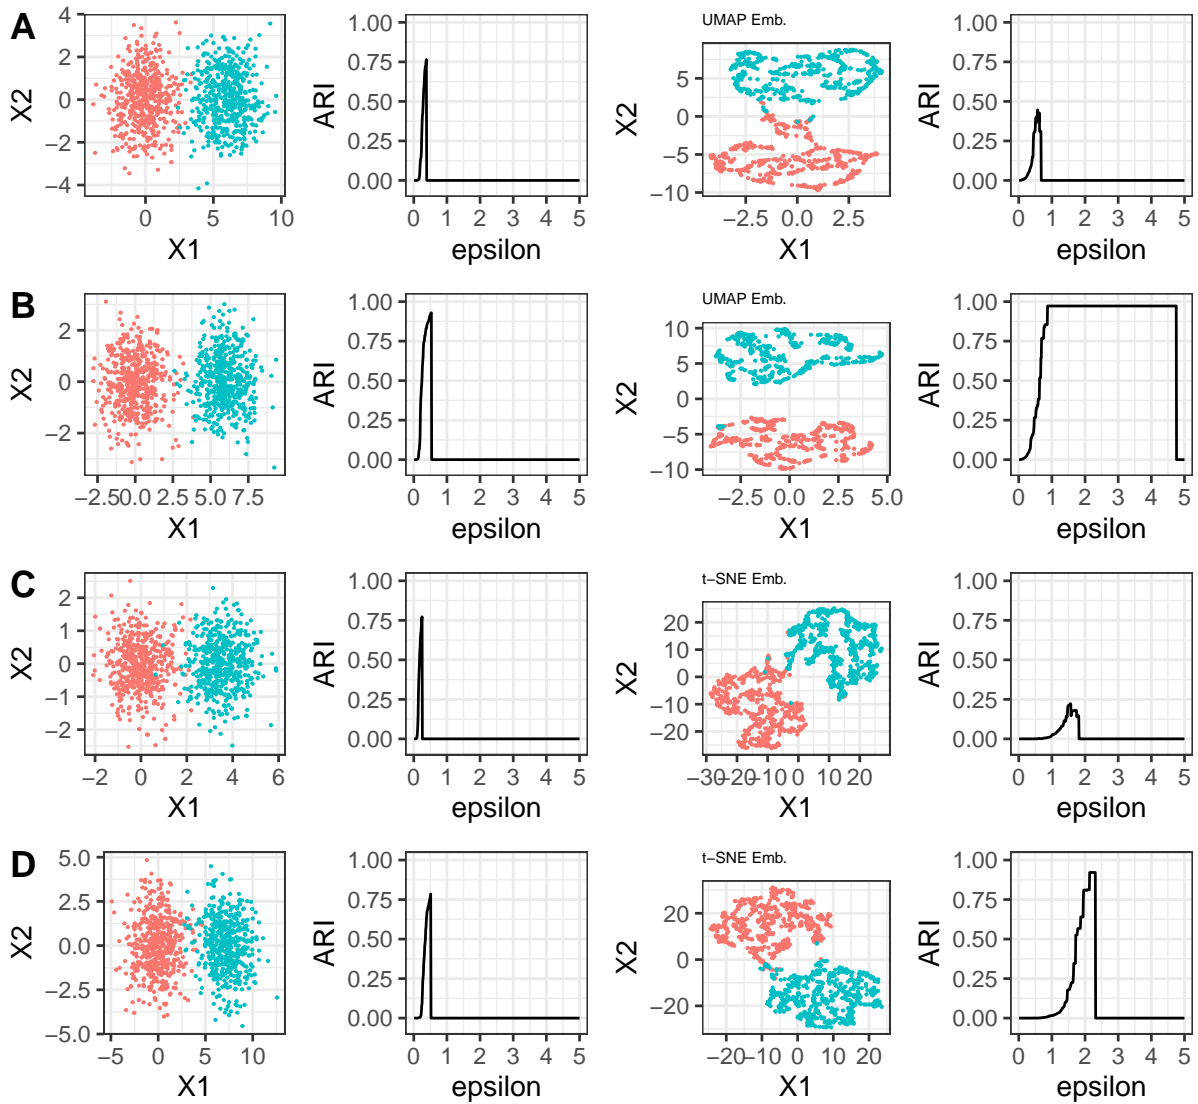 A
4
2
0
−2
−4
X2
0
5
10
X1
1.00
0.75
0.50
0.25
0.00
ARI
0 1 2 3 4 5
epsilon
UMAP Emb.
5
0
−5
−10
X2
−2.5 0.0 2.5
X1
1.00
0.75
0.50
0.25
0.00
ARI
0 1 2 3 4 5
epsilon
B
2
0
−2
X2
−2.5 0.0 2.5 5.0 7.5
X1
1.00
0.75
0.50
0.25
0.00
ARI
0 1 2 3 4 5
epsilon
UMAP Emb.
10
5
0
−5
−10
X2
−2.5 0.0 2.5 5.0
X1
1.00
0.75
0.50
0.25
0.00
ARI
0 1 2 3 4 5
epsilon
C
2
1
0
−1
−2
X2
−2 0 2 4 6
X1
1.00
0.75
0.50
0.25
0.00
ARI
0 1 2 3 4 5
epsilon
t−SNE Emb.
20
10
0
−10
−20
X2
−30 −20 −10 0 10 20
X1
1.00
0.75
0.50
0.25
0.00
ARI
0 1 2 3 4 5
epsilon
D
5.0
2.5
0.0
−2.5
−5.0
X2
−5 0 5 10
X1
1.00
0.75
0.50
0.25
0.00
ARI
0 1 2 3 4 5
epsilon
t−SNE Emb.
20
0
−20
X2
−20 −10 0 10 20
X1
1.00
0.75
0.50
0.25
0.00
ARI
0 1 2 3 4 5
epsilon